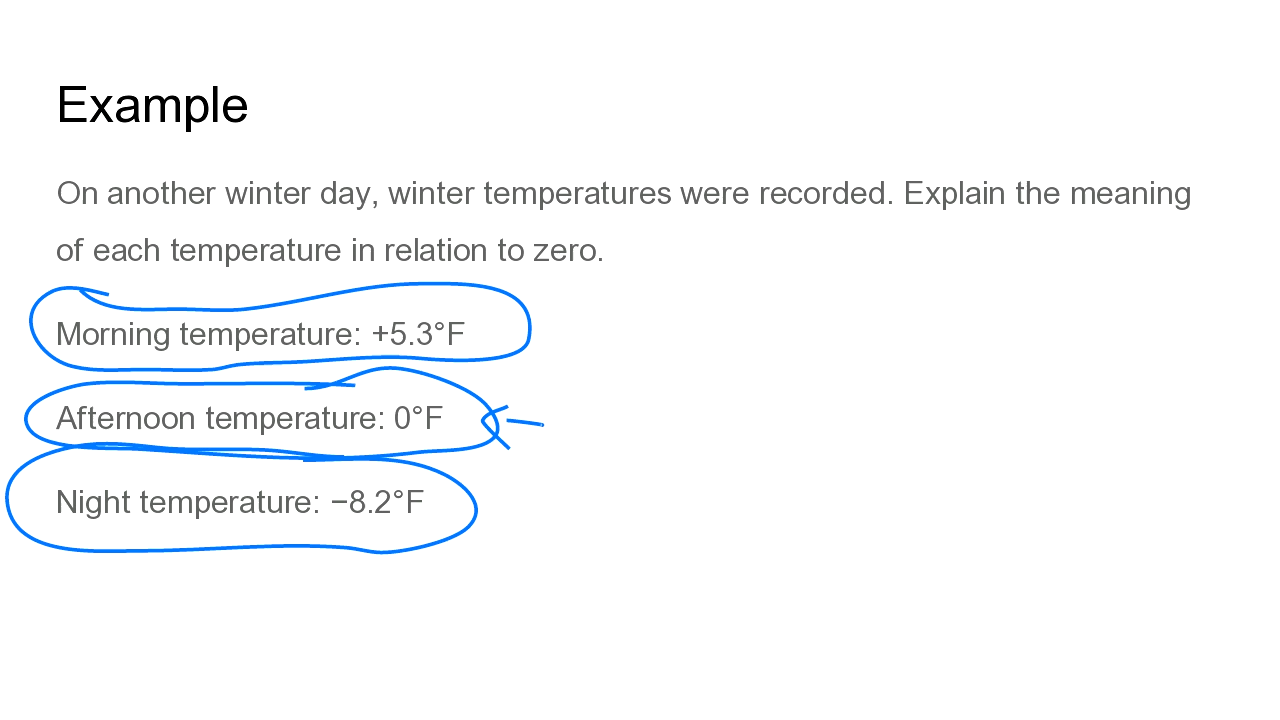 Example
On another winter day, winter temperatures were recorded. Explain the meaning
of each temperature in relation to zero.
Morning temperature: +5.3°F
Afternoon temperature: 0°F
Night temperature: −8.2°F